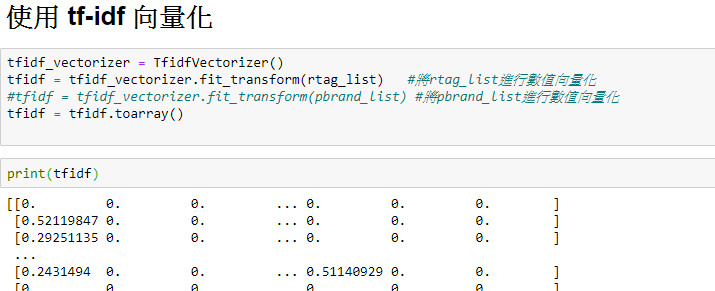 使用 tf-idf 向量化
tfidf_vectorizer = TfidfVectorizer()
tfidf = tfidf_vectorizer.fit_transform(rtag_list)   #將rtag_list進行數值向量化
#tfidf = tfidf_vectorizer.fit_transform(pbrand_list) #將pbrand_list進行數值向量化
tfidf = tfidf.toarray()
print(tfidf)
[[0.         0.         0.         ... 0.         0.         0.        ]
 [0.52119847 0.         0.         ... 0.         0.         0.        ]
 [0.29251135 0.         0.         ... 0.         0.         0.        ]
 ...
 [0.2431494  0.         0.         ... 0.51140929 0.         0.        ]